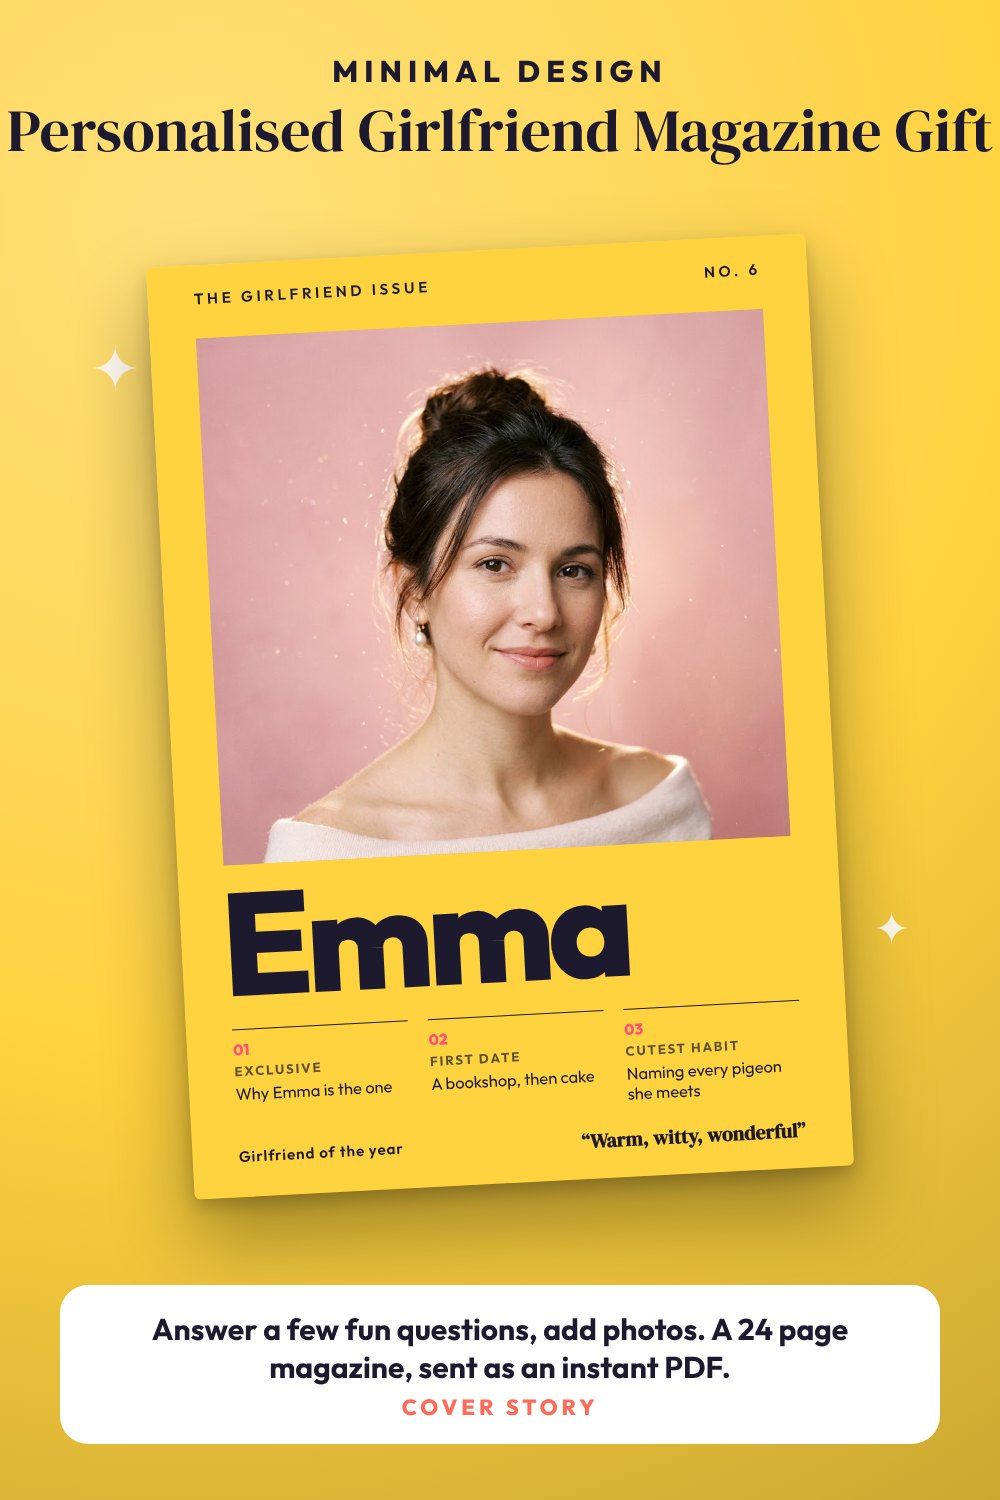 MINIMAL DESIGN
Personalised Girlfriend Magazine Gift
THE GIRLFRIEND ISSUE
NO. 6
Emma
01
EXCLUSIVE
Why Emma is the one
02
FIRST DATE
A bookshop, then cake
03
CUTEST HABIT
Naming every pigeon
she meets
Girlfriend of the year
“Warm, witty, wonderful”
Answer a few fun questions, add photos. A 24 page
magazine, sent as an instant PDF.
COVER STORY